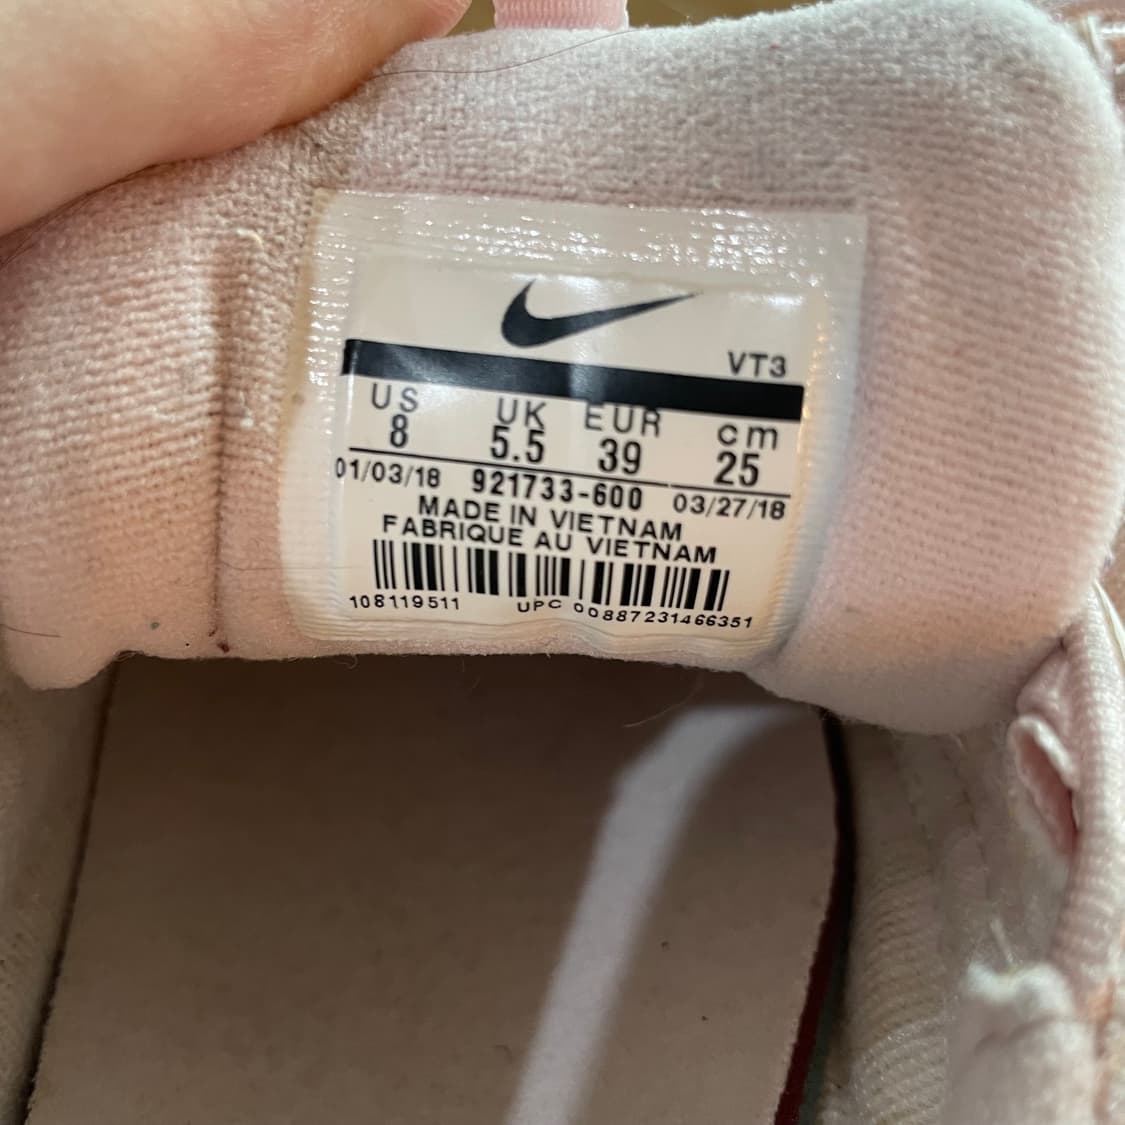 VT3
US UK EUR cm
8 5.5 39 25
01/03/18 921733-600 03/27/18
MADE IN VIETNAM
FABRIQUE AU VIETNAM
108119511 UPC 00887231466351